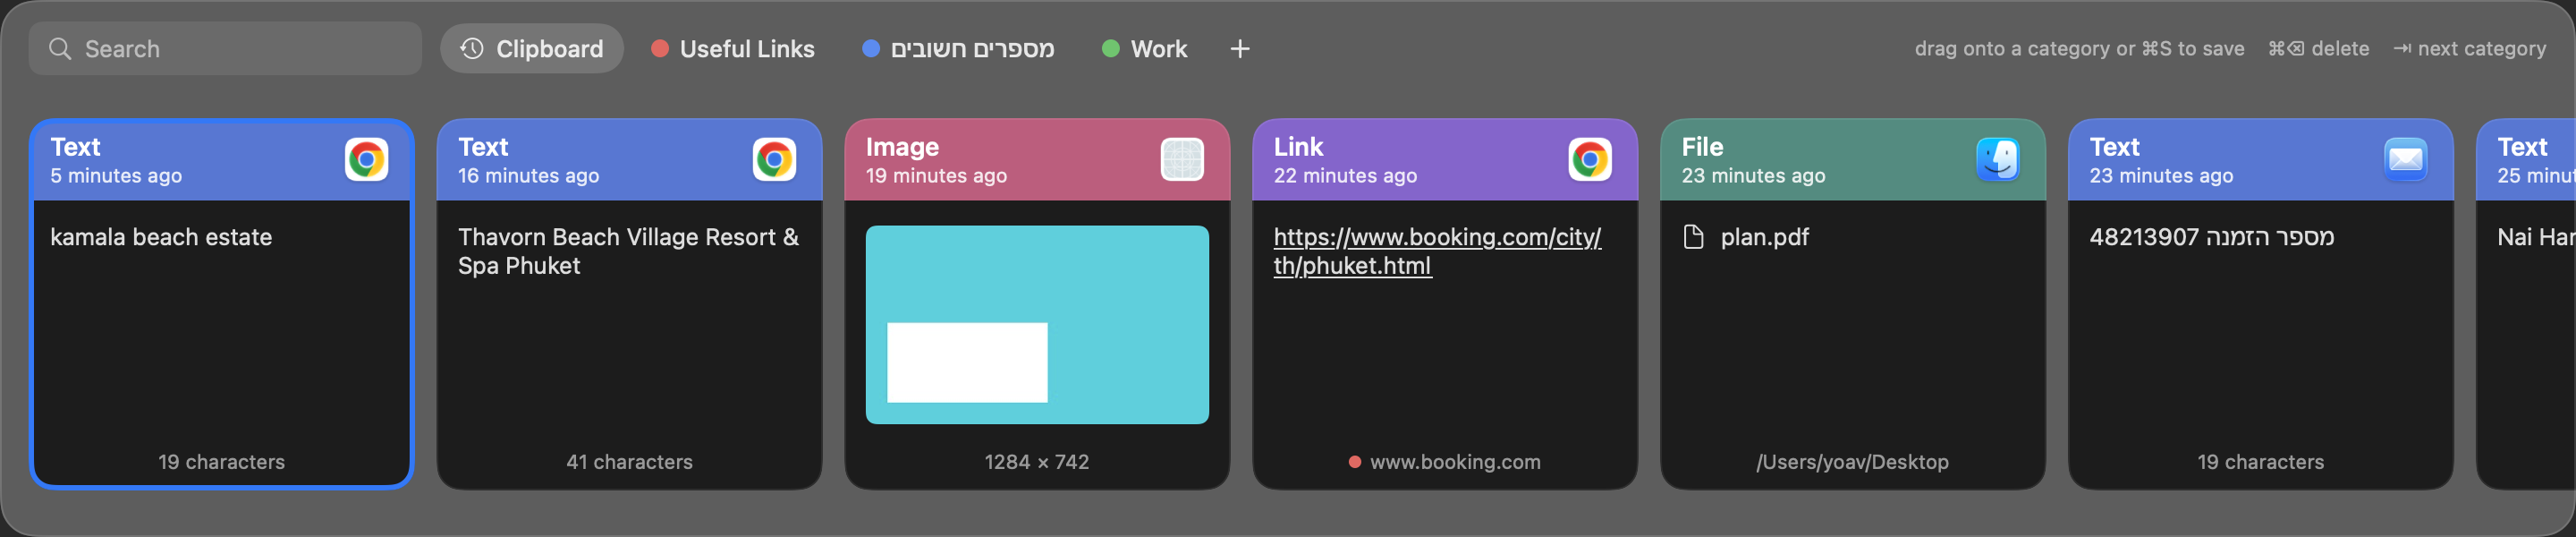 Search
Clipboard
Useful Links
מספרים חשובים
Work
+
drag onto a category or ⌘S to save
⌘⌫ delete
⇥ next category
Text
5 minutes ago
kamala beach estate
19 characters
Text
16 minutes ago
Thavorn Beach Village Resort &
Spa Phuket
41 characters
Image
19 minutes ago
1284 × 742
Link
22 minutes ago
https://www.booking.com/city/
th/phuket.html
www.booking.com
File
23 minutes ago
plan.pdf
/Users/yoav/Desktop
Text
23 minutes ago
מספר הזמנה 48213907
19 characters
Text
25 minut
Nai Har